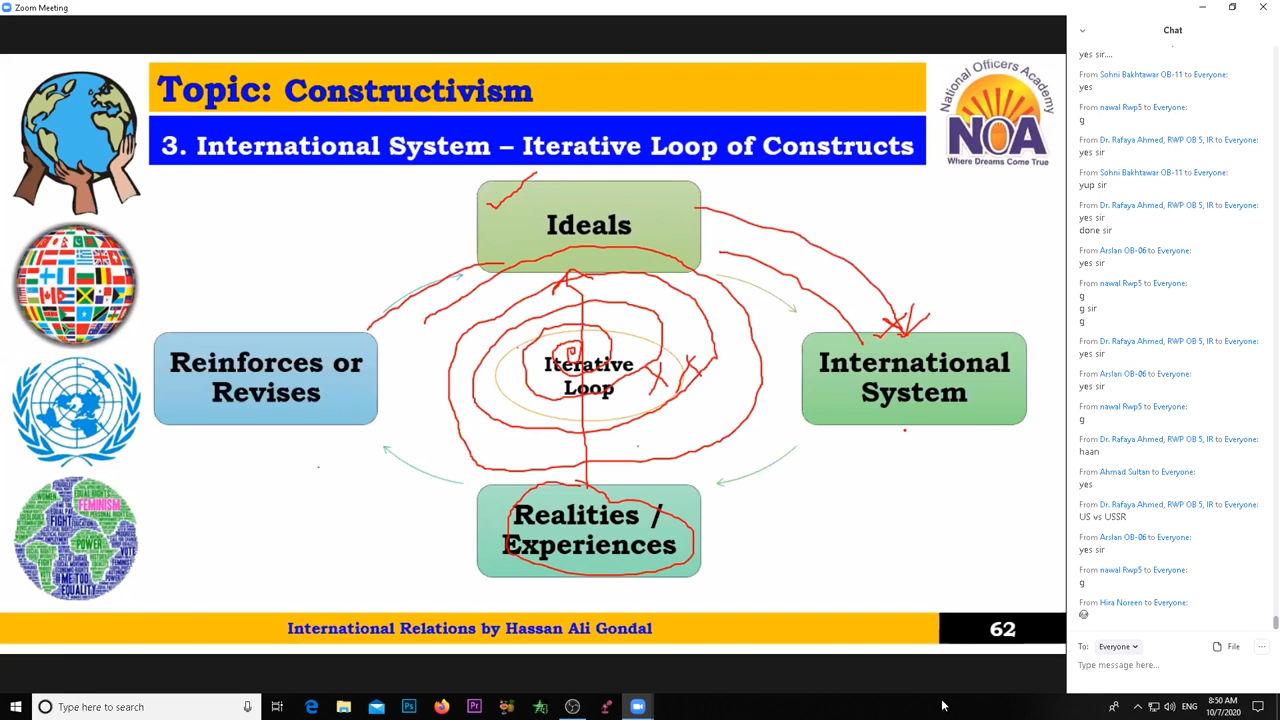 Zoom Meeting
Topic: Constructivism
3. International System – Iterative Loop of Constructs
National Officers Academy
NOA
Where Dreams Come True
Ideals
Reinforces or
Revises
Iterative
Loop
International
System
Realities /
Experiences
FEMINISM
FIGHT
POWER
VOTE
ME TOO
EQUALITY
International Relations by Hassan Ali Gondal
62
Chat
yes sir....
From Sohni Bakhtawar OB-11 to Everyone:
yes
From nawal Rwp5 to Everyone:
g
From Dr. Rafaya Ahmed, RWP OB 5, IR to Everyone:
yes sir
From Sohni Bakhtawar OB-11 to Everyone:
yup sir
From Dr. Rafaya Ahmed, RWP OB 5, IR to Everyone:
yes sir
done sir
From Arslan OB-06 to Everyone:
yes sir
From nawal Rwp5 to Everyone:
g
g sir
g
From Dr. Rafaya Ahmed, RWP OB 5, IR to Everyone:
yes sir
From Arslan OB-06 to Everyone:
yes sir
From nawal Rwp5 to Everyone:
g
From Dr. Rafaya Ahmed, RWP OB 5, IR to Everyone:
haan
From Ahmad Sultan to Everyone:
yes
From Dr. Rafaya Ahmed, RWP OB 5, IR to Everyone:
US vs USSR
From Arslan OB-06 to Everyone:
yes sir
From nawal Rwp5 to Everyone:
g
From Hira Noreen to Everyone:
To: Everyone
File
Type message here...
Type here to search
Ps
Pr
ENG
8:50 AM
10/7/2020